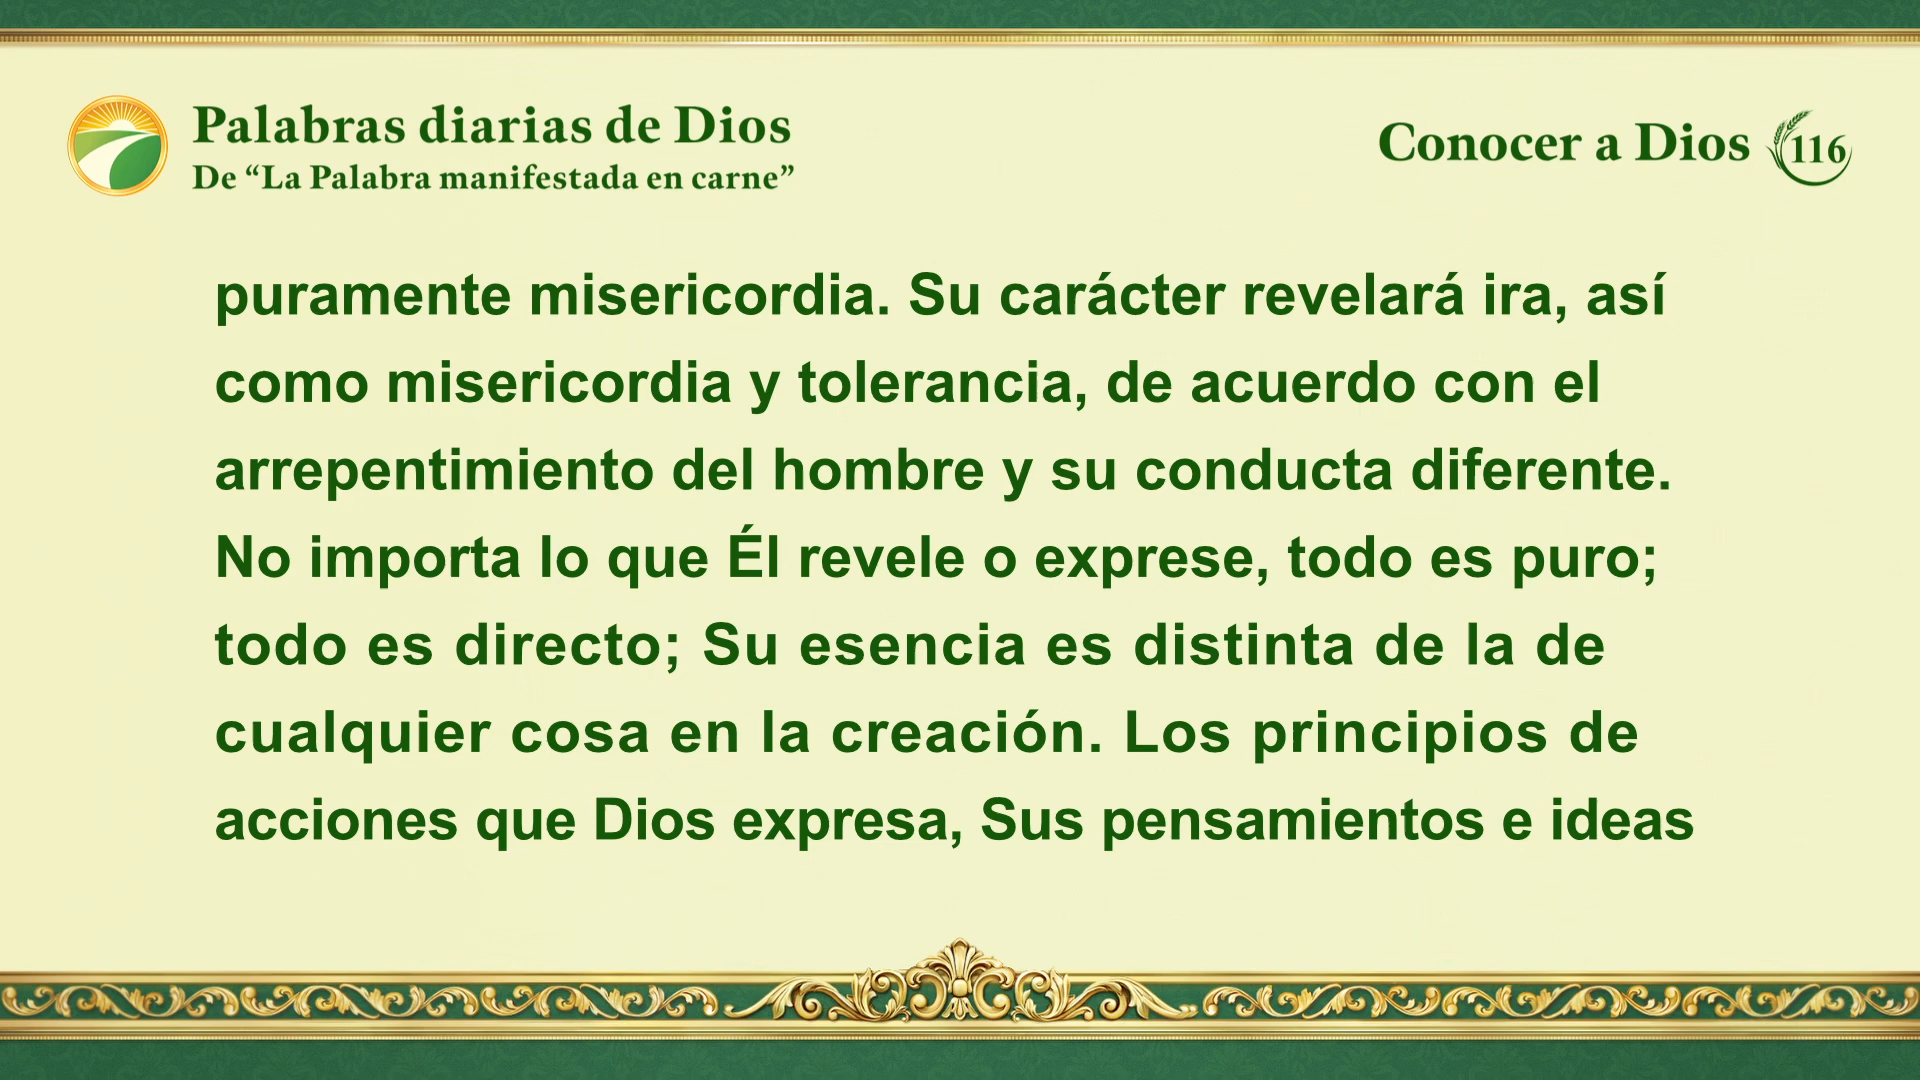 Palabras diarias de Dios
De “La Palabra manifestada en carne”
Conocer a Dios 116
puramente misericordia. Su carácter revelará ira, así
como misericordia y tolerancia, de acuerdo con el
arrepentimiento del hombre y su conducta diferente.
No importa lo que Él revele o exprese, todo es puro;
todo es directo; Su esencia es distinta de la de
cualquier cosa en la creación. Los principios de
acciones que Dios expresa, Sus pensamientos e ideas